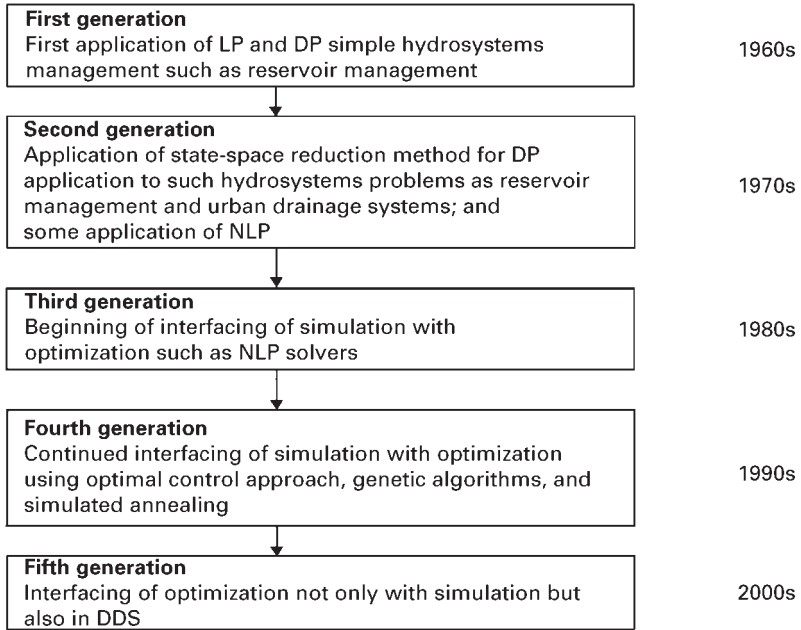 First generation
First application of LP and DP simple hydrosystems
management such as reservoir management
1960s
Second generation
Application of state-space reduction method for DP
application to such hydrosystems problems as reservoir
management and urban drainage systems; and
some application of NLP
1970s
Third generation
Beginning of interfacing of simulation with
optimization such as NLP solvers
1980s
Fourth generation
Continued interfacing of simulation with optimization
using optimal control approach, genetic algorithms, and
simulated annealing
1990s
Fifth generation
Interfacing of optimization not only with simulation but
also in DDS
2000s